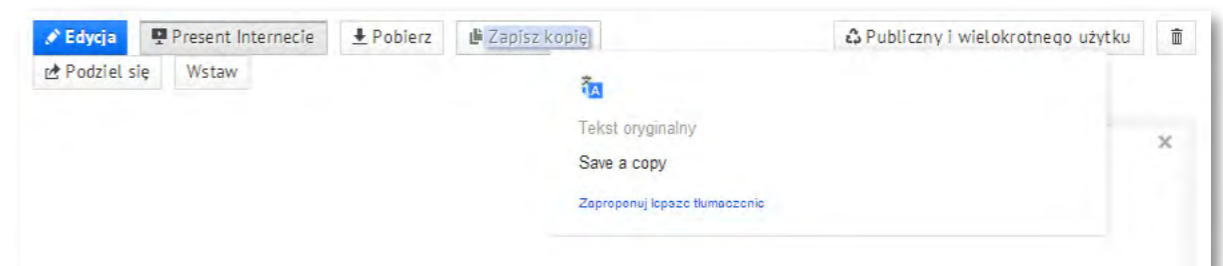 Edycja Present Internecie Pobierz Zapisz kopię Publiczny i wielokrotnego użytku
Podziel się Wstaw
Tekst oryginalny
Save a copy
Zaproponuj lepsze tłumaczenie